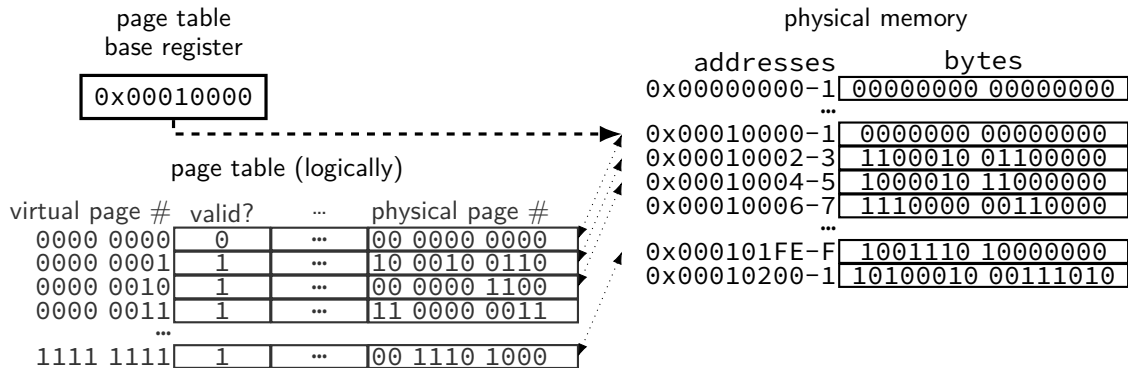 page table
base register
0x00010000
page table (logically)
virtual page # valid? ... physical page #
0000 0000 0 ... 00 0000 0000
0000 0001 1 ... 10 0010 0110
0000 0010 1 ... 00 0000 1100
0000 0011 1 ... 11 0000 0011
...
1111 1111 1 ... 00 1110 1000
physical memory
addresses bytes
0x00000000-1 00000000 00000000
...
0x00010000-1 0000000 00000000
0x00010002-3 1100010 01100000
0x00010004-5 1000010 11000000
0x00010006-7 1110000 00110000
...
0x000101FE-F 1001110 10000000
0x00010200-1 10100010 00111010